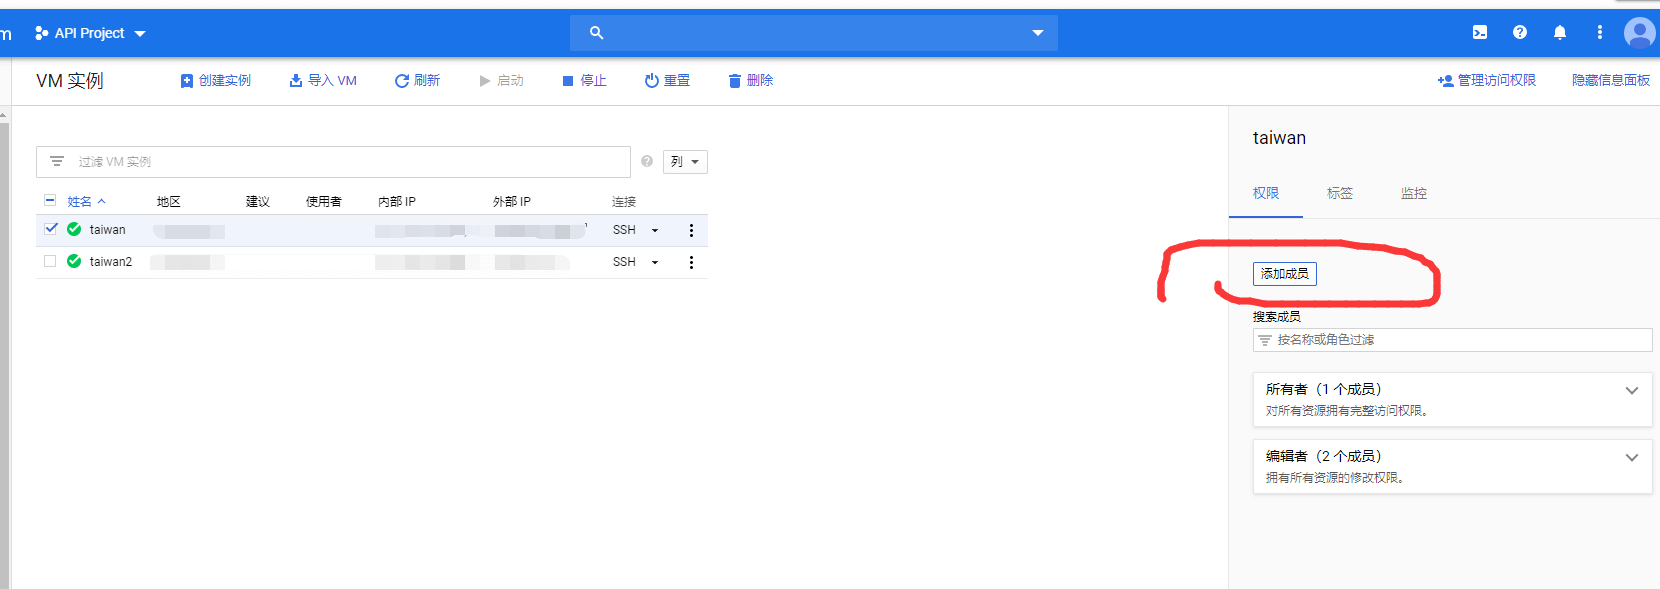 m API Project
VM 实例 创建实例 导入 VM 刷新 启动 停止 重置 删除 管理访问权限 隐藏信息面板
taiwan
过滤 VM 实例 列
权限 标签 监控
姓名 地区 建议 使用者 内部 IP 外部 IP 连接
taiwan SSH
taiwan2 SSH
添加成员
搜索成员
按名称或角色过滤
所有者（1 个成员）
对所有资源拥有完整访问权限。
编辑者（2 个成员）
拥有所有资源的修改权限。